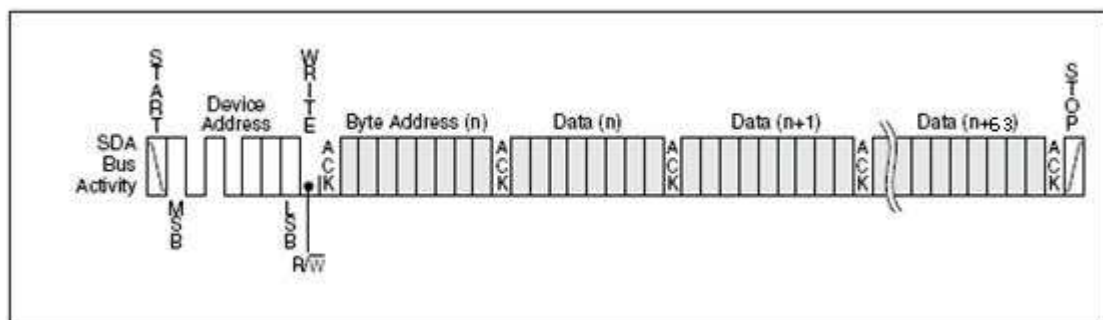 START
WRITE
STOP
Device
Address
Byte Address (n)
Data (n)
Data (n+1)
Data (n+63)
SDA
Bus
Activity
ACK
ACK
ACK
ACK
ACK
MSB
LSB
R/W̅